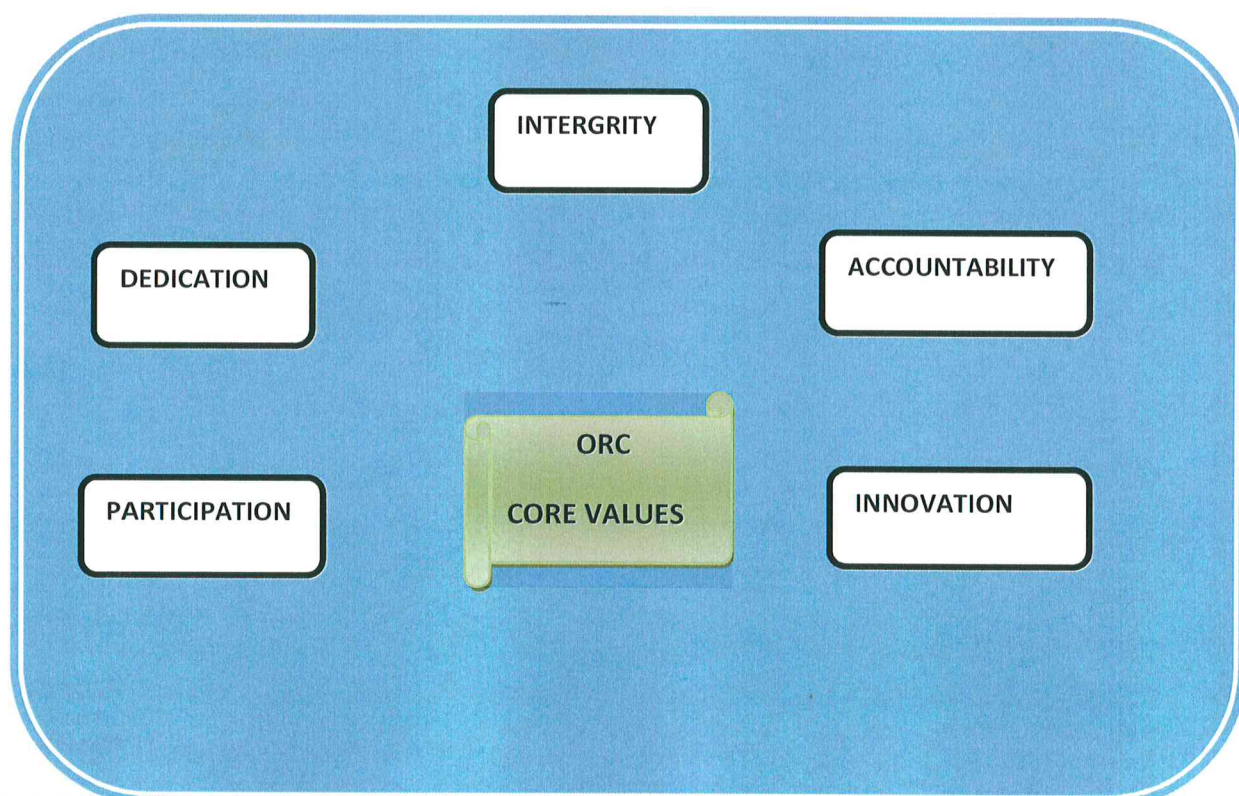 INTERGRITY
DEDICATION
ACCOUNTABILITY
ORC
CORE VALUES
PARTICIPATION
INNOVATION